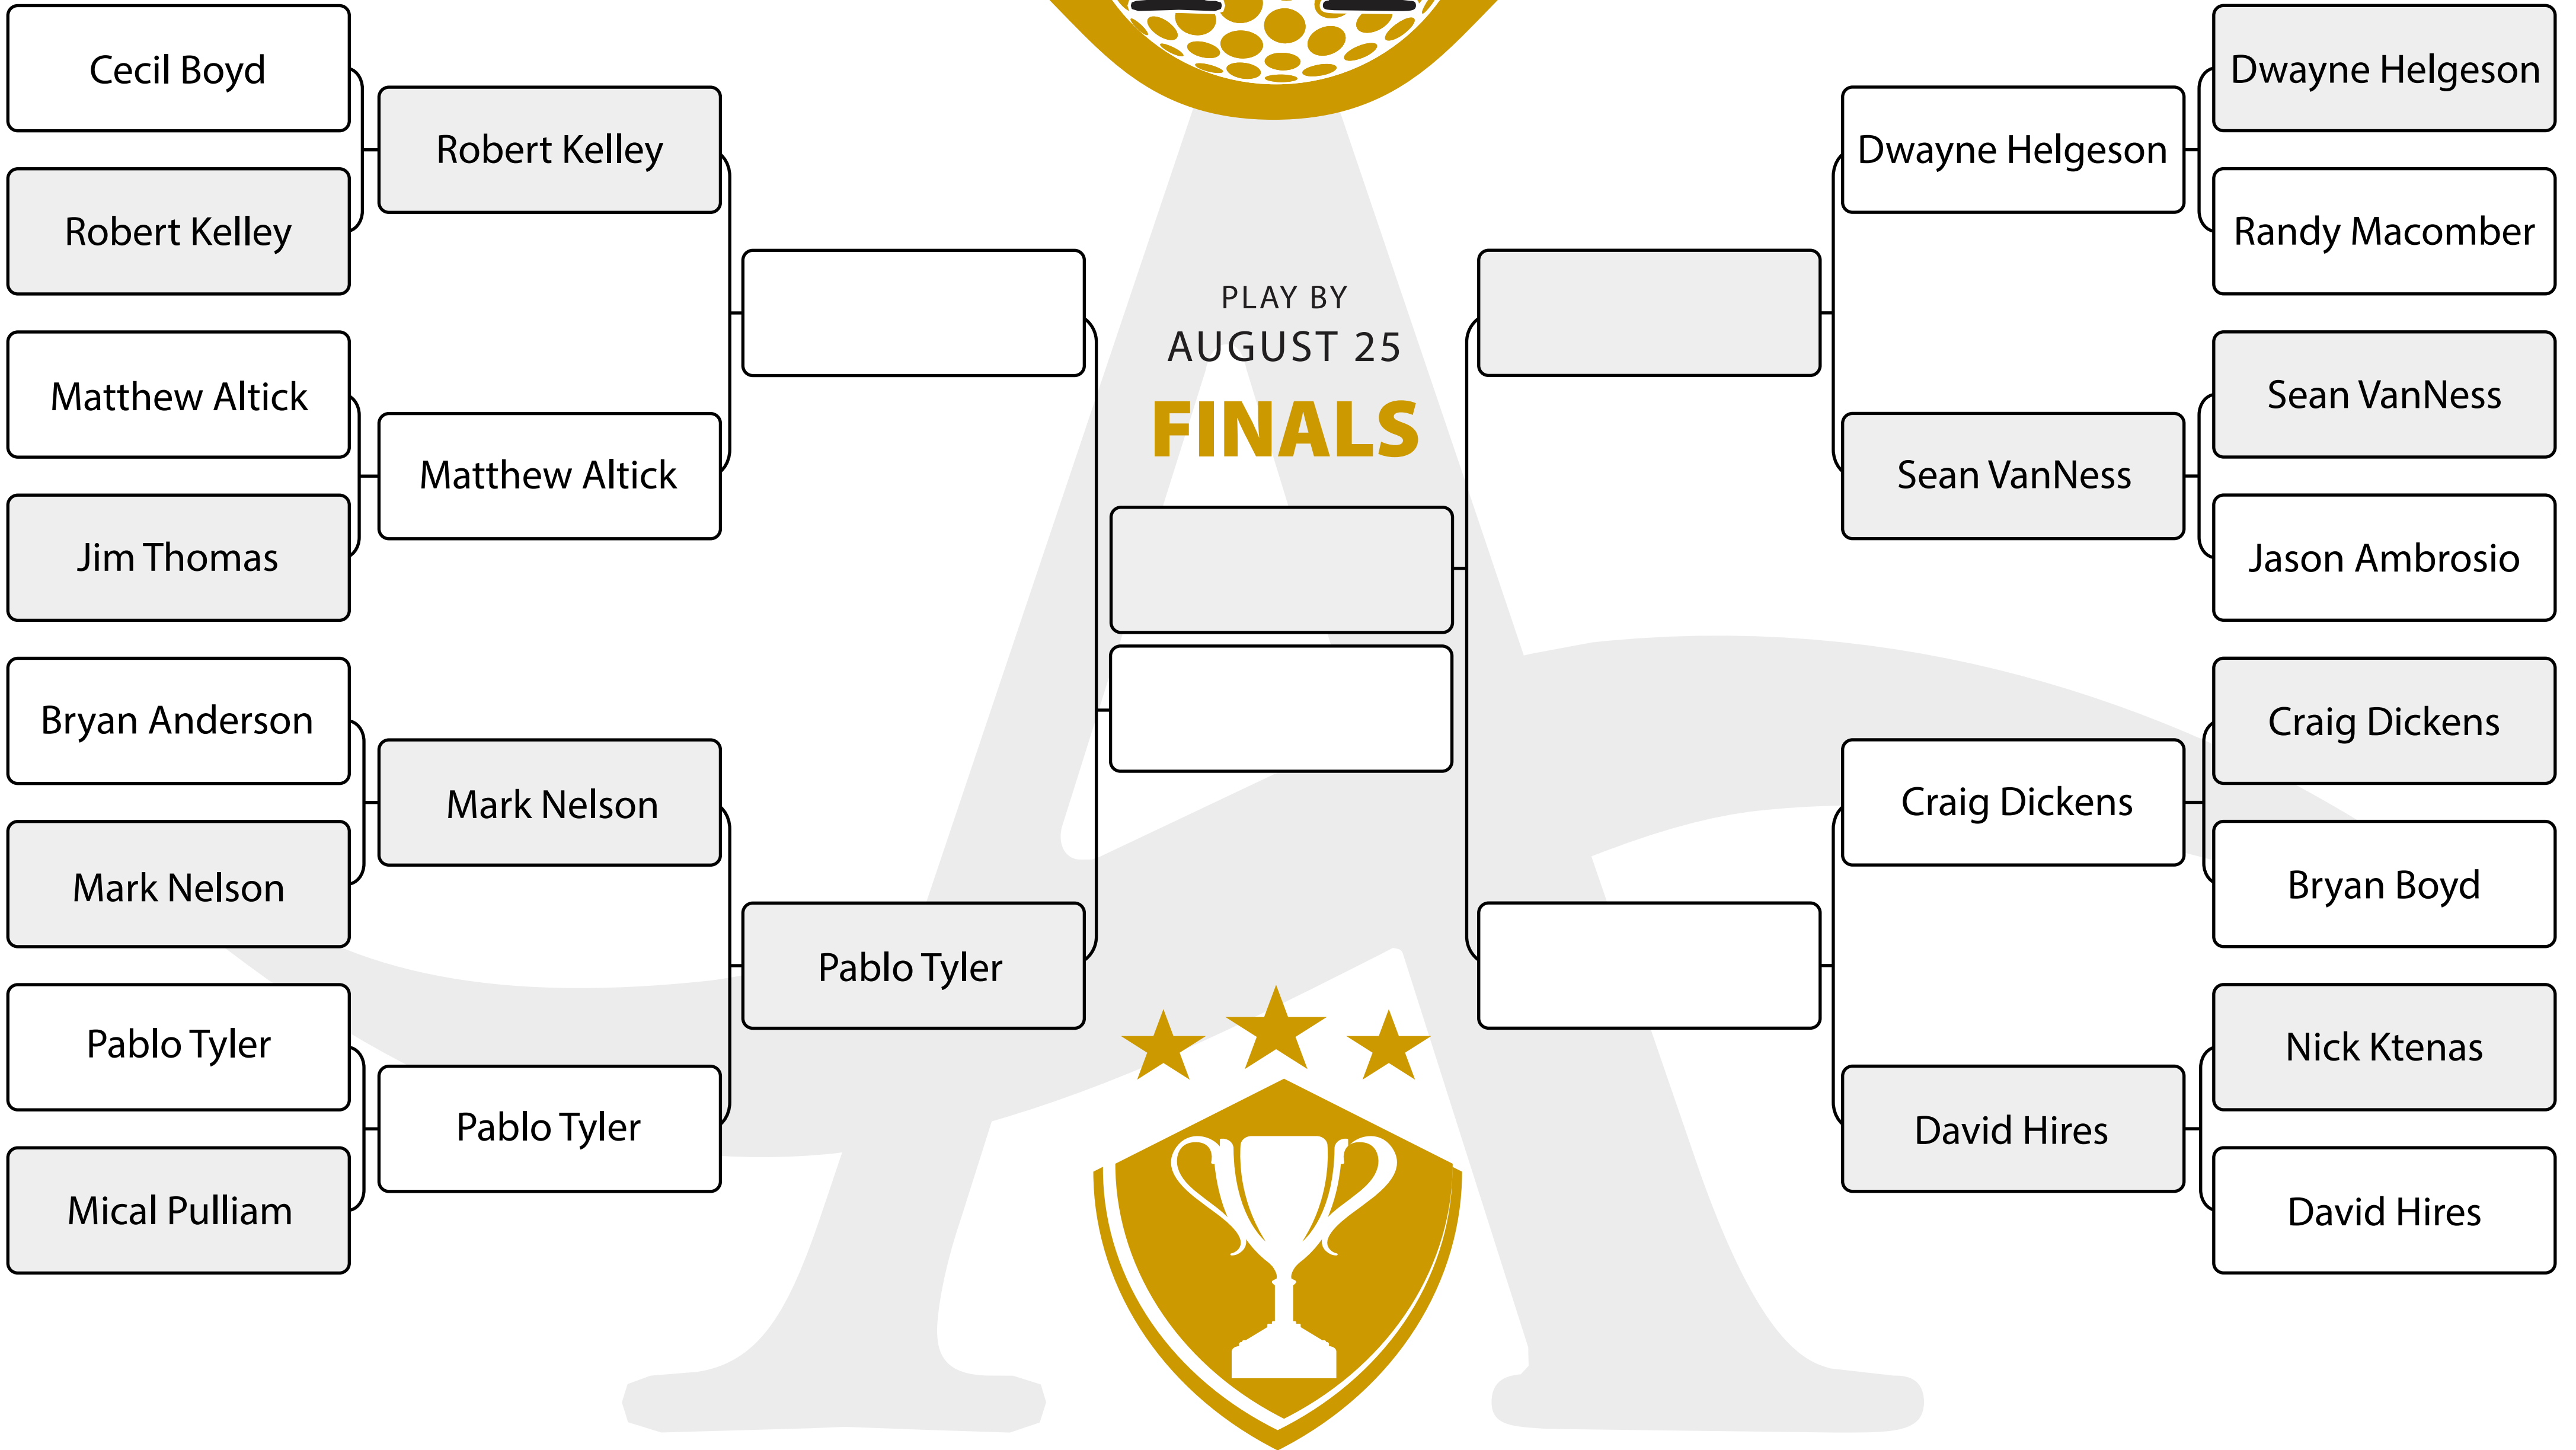 Cecil Boyd
Robert Kelley
Matthew Altick
Jim Thomas
Bryan Anderson
Mark Nelson
Pablo Tyler
Mical Pulliam
Robert Kelley
Matthew Altick
Mark Nelson
Pablo Tyler
Pablo Tyler
PLAY BY
AUGUST 25
FINALS
Dwayne Helgeson
Sean VanNess
Craig Dickens
David Hires
Dwayne Helgeson
Randy Macomber
Sean VanNess
Jason Ambrosio
Craig Dickens
Bryan Boyd
Nick Ktenas
David Hires